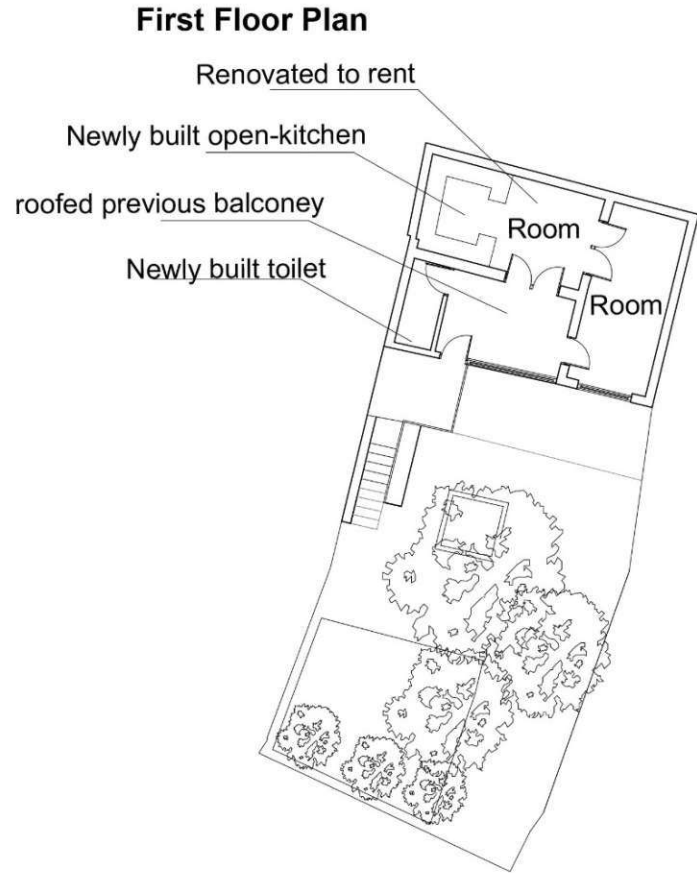 First Floor Plan
Renovated to rent
Newly built open-kitchen
roofed previous balconey
Newly built toilet
Room
Room